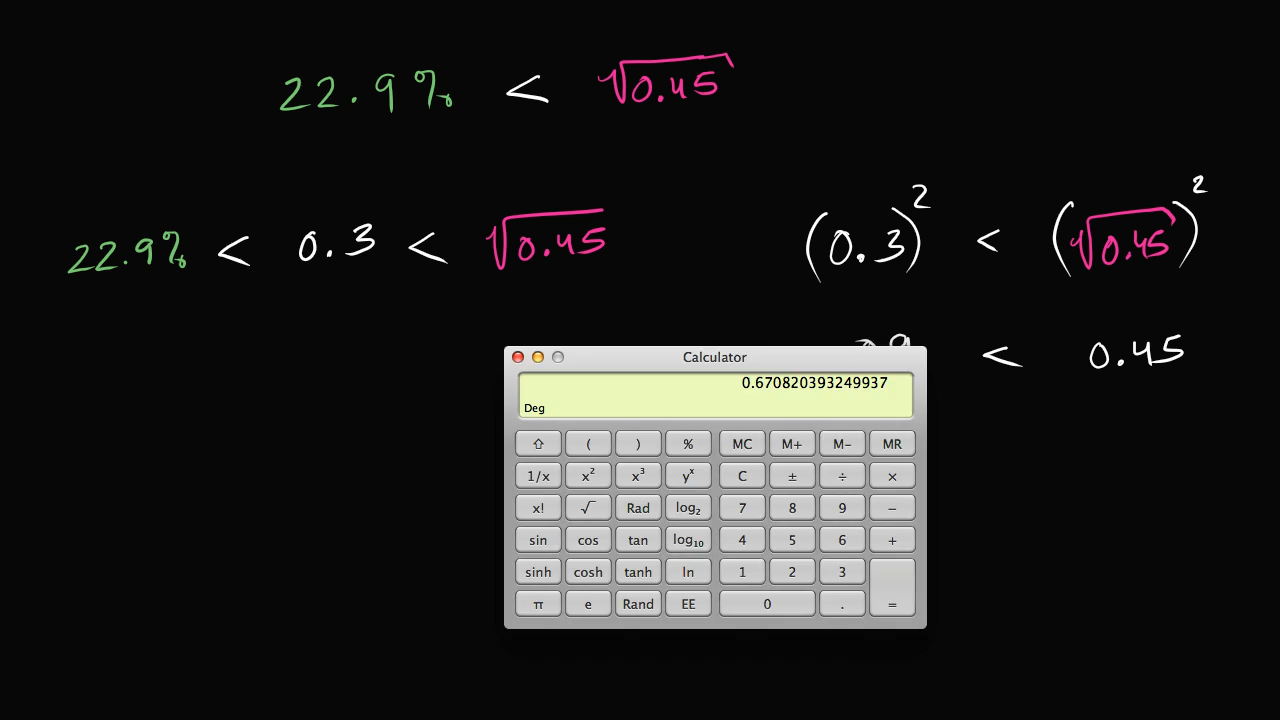 22.9% < √0.45
22.9% < 0.3 < √0.45
(0.3)² < (√0.45)²
< 0.45
Calculator
0.670820393249937
Deg
⇧ ( ) % MC M+ M- MR
1/x x² x³ yˣ C ± ÷ ×
x! √ Rad log₂ 7 8 9 −
sin cos tan log₁₀ 4 5 6 +
sinh cosh tanh ln 1 2 3
π e Rand EE 0 . =